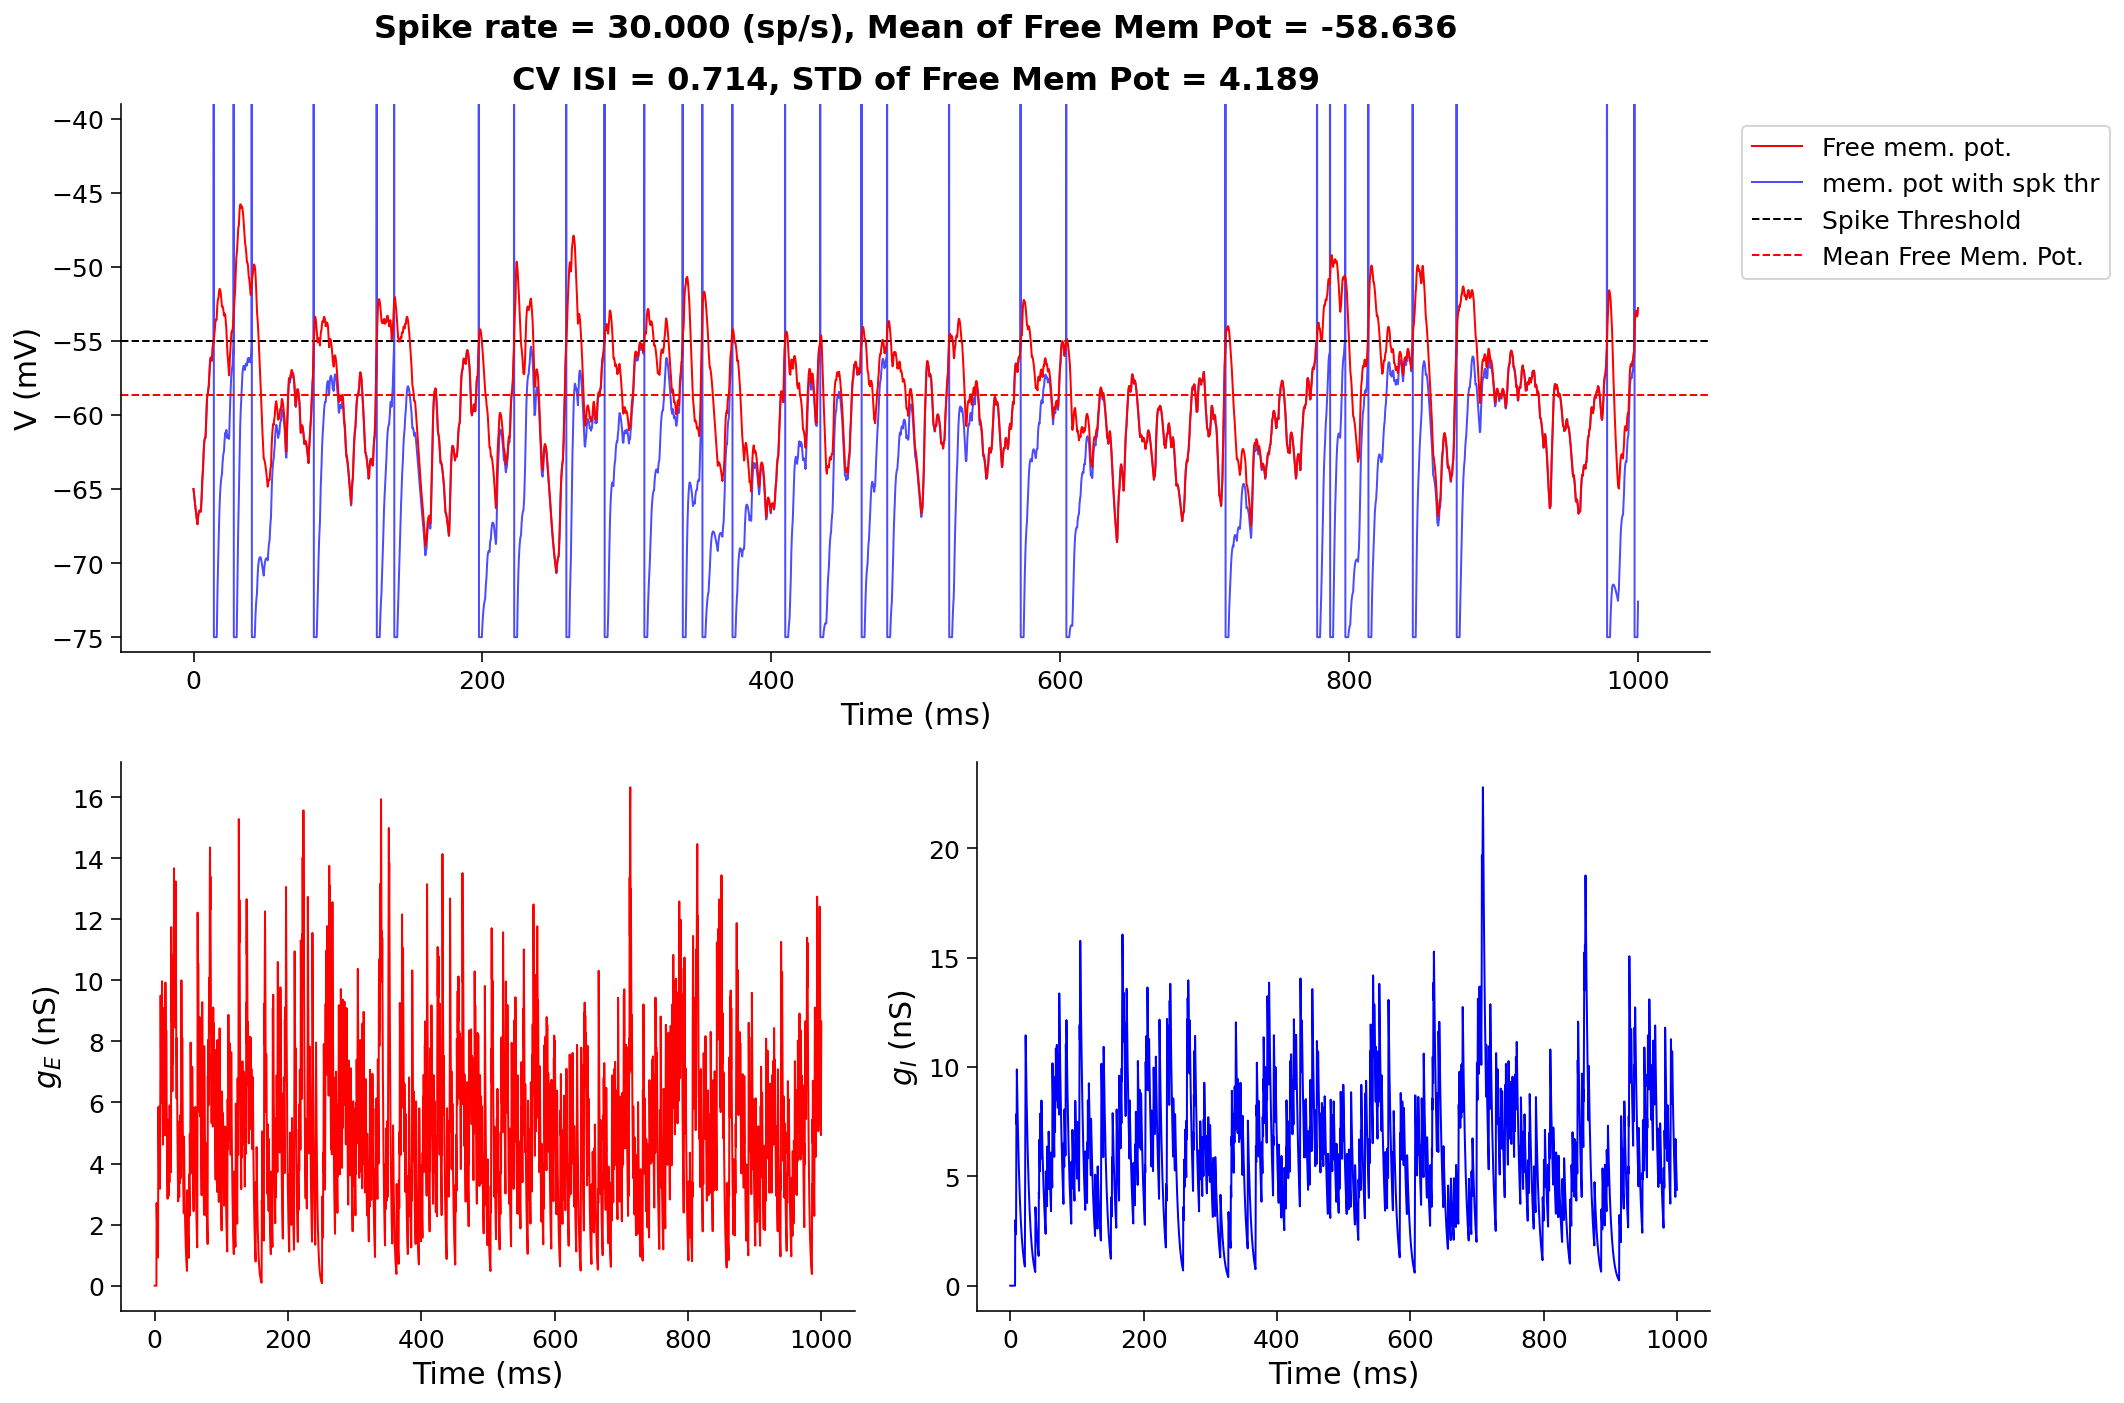 Spike rate = 30.000 (sp/s), Mean of Free Mem Pot = -58.636
CV ISI = 0.714, STD of Free Mem Pot = 4.189
−40
−45
−50
−55
−60
−65
−70
−75
V (mV)
0 200 400 600 800 1000
Time (ms)
Free mem. pot.
mem. pot with spk thr
Spike Threshold
Mean Free Mem. Pot.
16
14
12
10
8
6
4
2
0
g_E (nS)
0 200 400 600 800 1000
Time (ms)
20
15
10
5
0
g_I (nS)
0 200 400 600 800 1000
Time (ms)